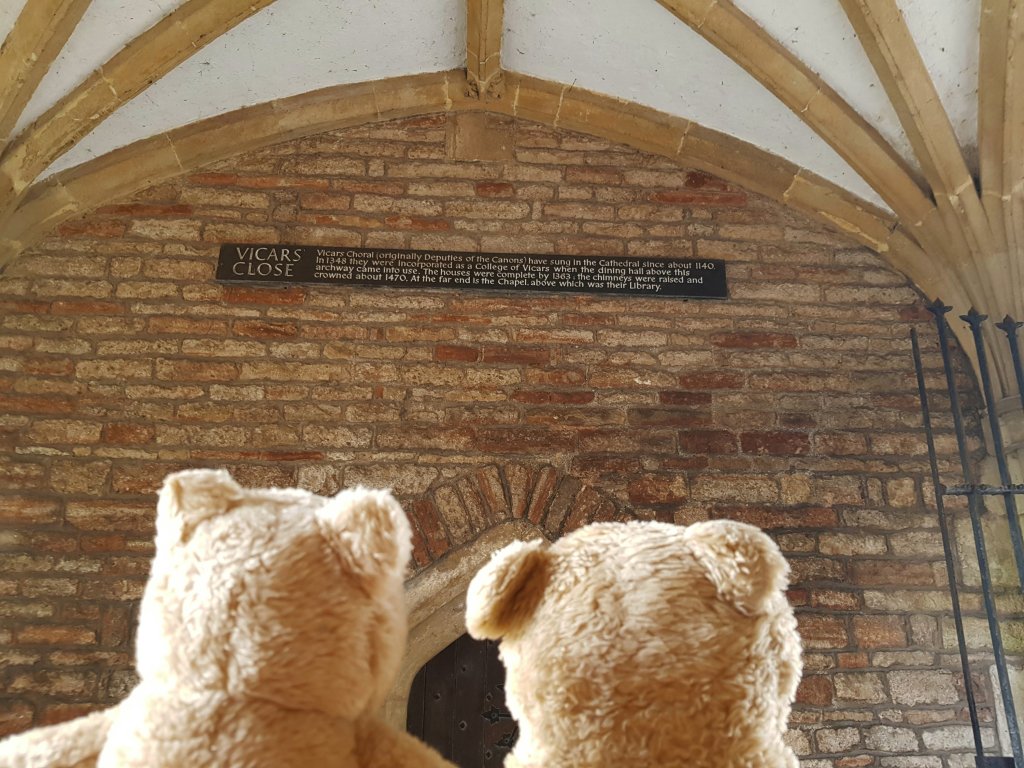 VICARS'
CLOSE
Vicars Choral (originally Deputies of the Canons) have sung in the Cathedral since about 1140.
In 1348 they were incorporated as a College of Vicars when the dining hall above this
archway came into use. The houses were complete by 1363; the chimneys were raised and
crowned about 1470. At the far end is the Chapel, above which was their Library.